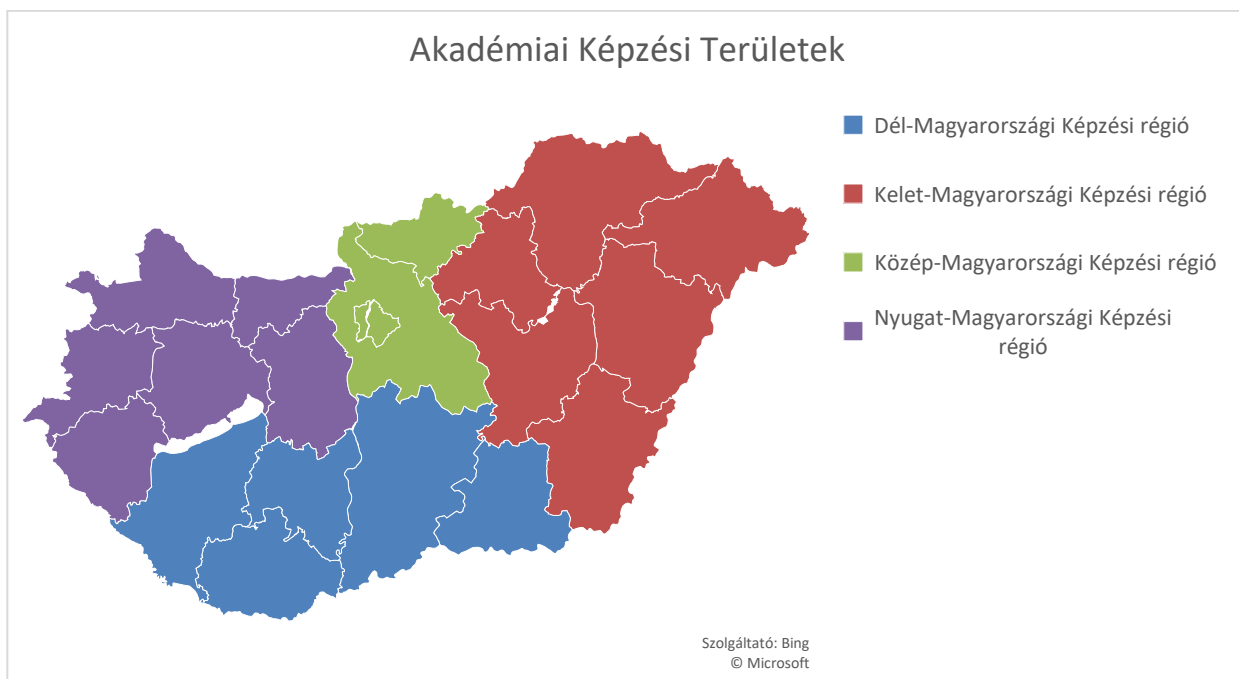 Akadémiai Képzési Területek
Dél-Magyarországi Képzési régió
Kelet-Magyarországi Képzési régió
Közép-Magyarországi Képzési régió
Nyugat-Magyarországi Képzési
régió
Szolgáltató: Bing
© Microsoft